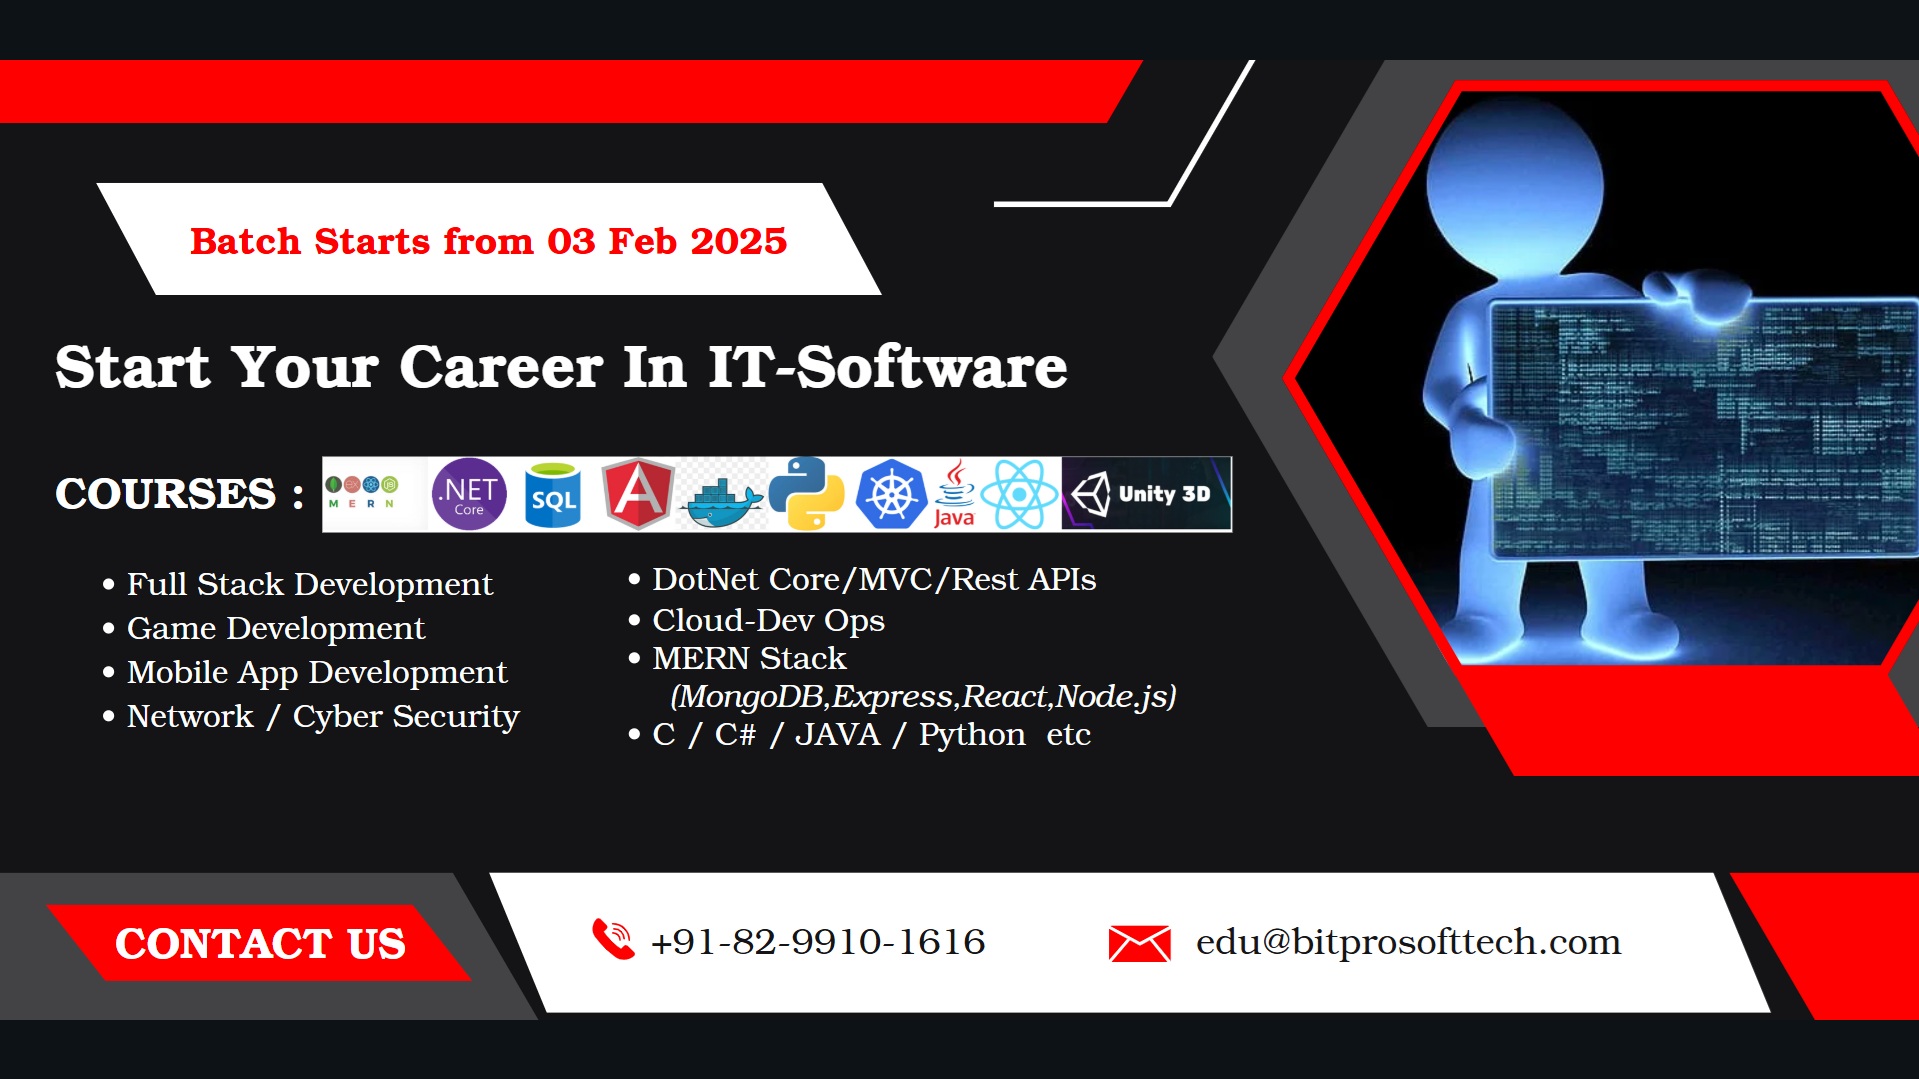 Batch Starts from 03 Feb 2025
Start Your Career In IT-Software
COURSES :
MERN
.NET
Core
SQL
Java
Unity 3D
• Full Stack Development
• Game Development
• Mobile App Development
• Network / Cyber Security
• DotNet Core/MVC/Rest APIs
• Cloud-Dev Ops
• MERN Stack
(MongoDB,Express,React,Node.js)
• C / C# / JAVA / Python  etc
CONTACT US
+91-82-9910-1616
edu@bitprosofttech.com